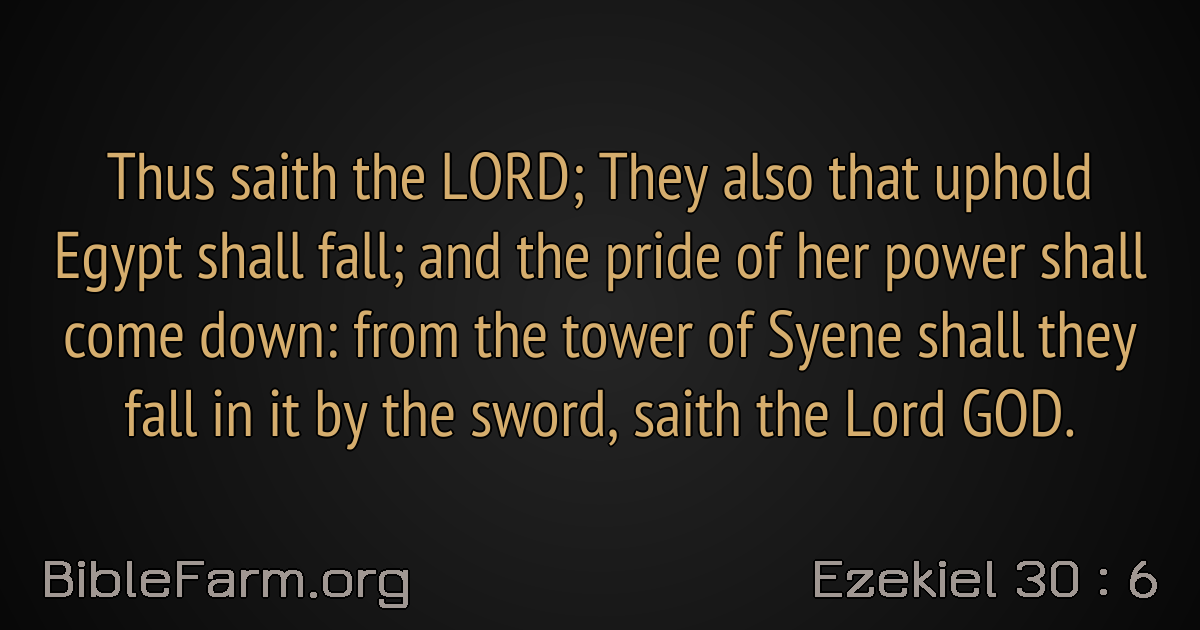 Thus saith the LORD; They also that uphold
Egypt shall fall; and the pride of her power shall
come down: from the tower of Syene shall they
fall in it by the sword, saith the Lord GOD.
BibleFarm.org
Ezekiel 30 : 6